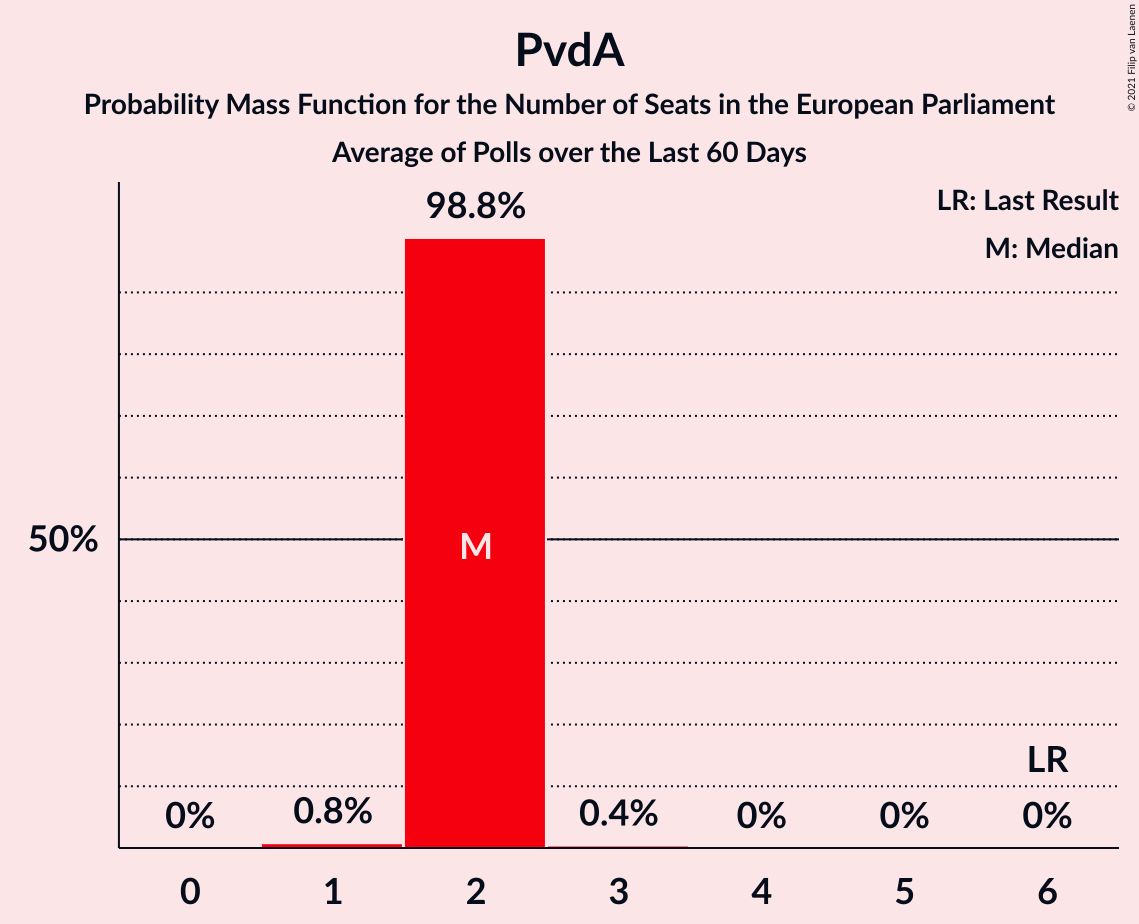 PvdA
Probability Mass Function for the Number of Seats in the European Parliament
Average of Polls over the Last 60 Days
© 2021 Filip van Laenen
LR: Last Result
M: Median
98.8%
50%
M
LR
0%
0.8%
0.4%
0%
0%
0%
0
1
2
3
4
5
6